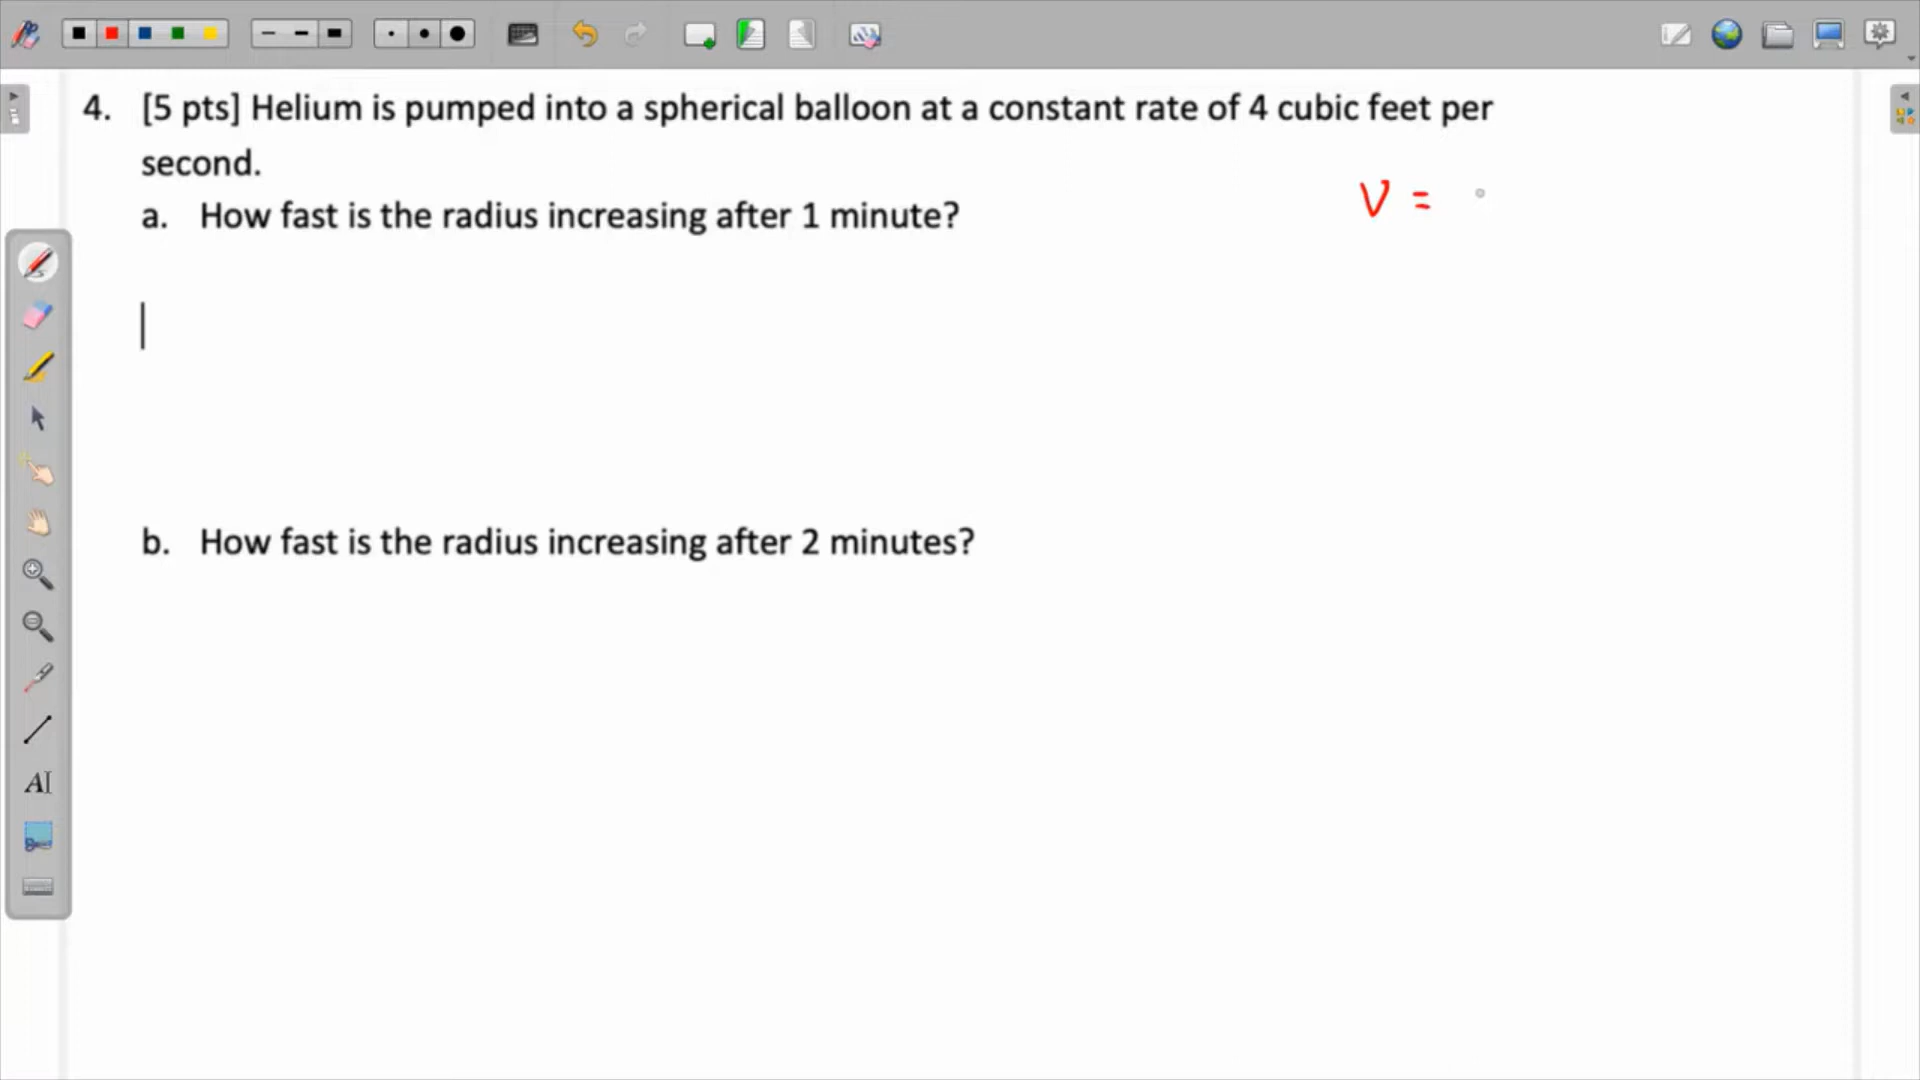 4. [5 pts] Helium is pumped into a spherical balloon at a constant rate of 4 cubic feet per
second.
V =
a. How fast is the radius increasing after 1 minute?
b. How fast is the radius increasing after 2 minutes?
AI